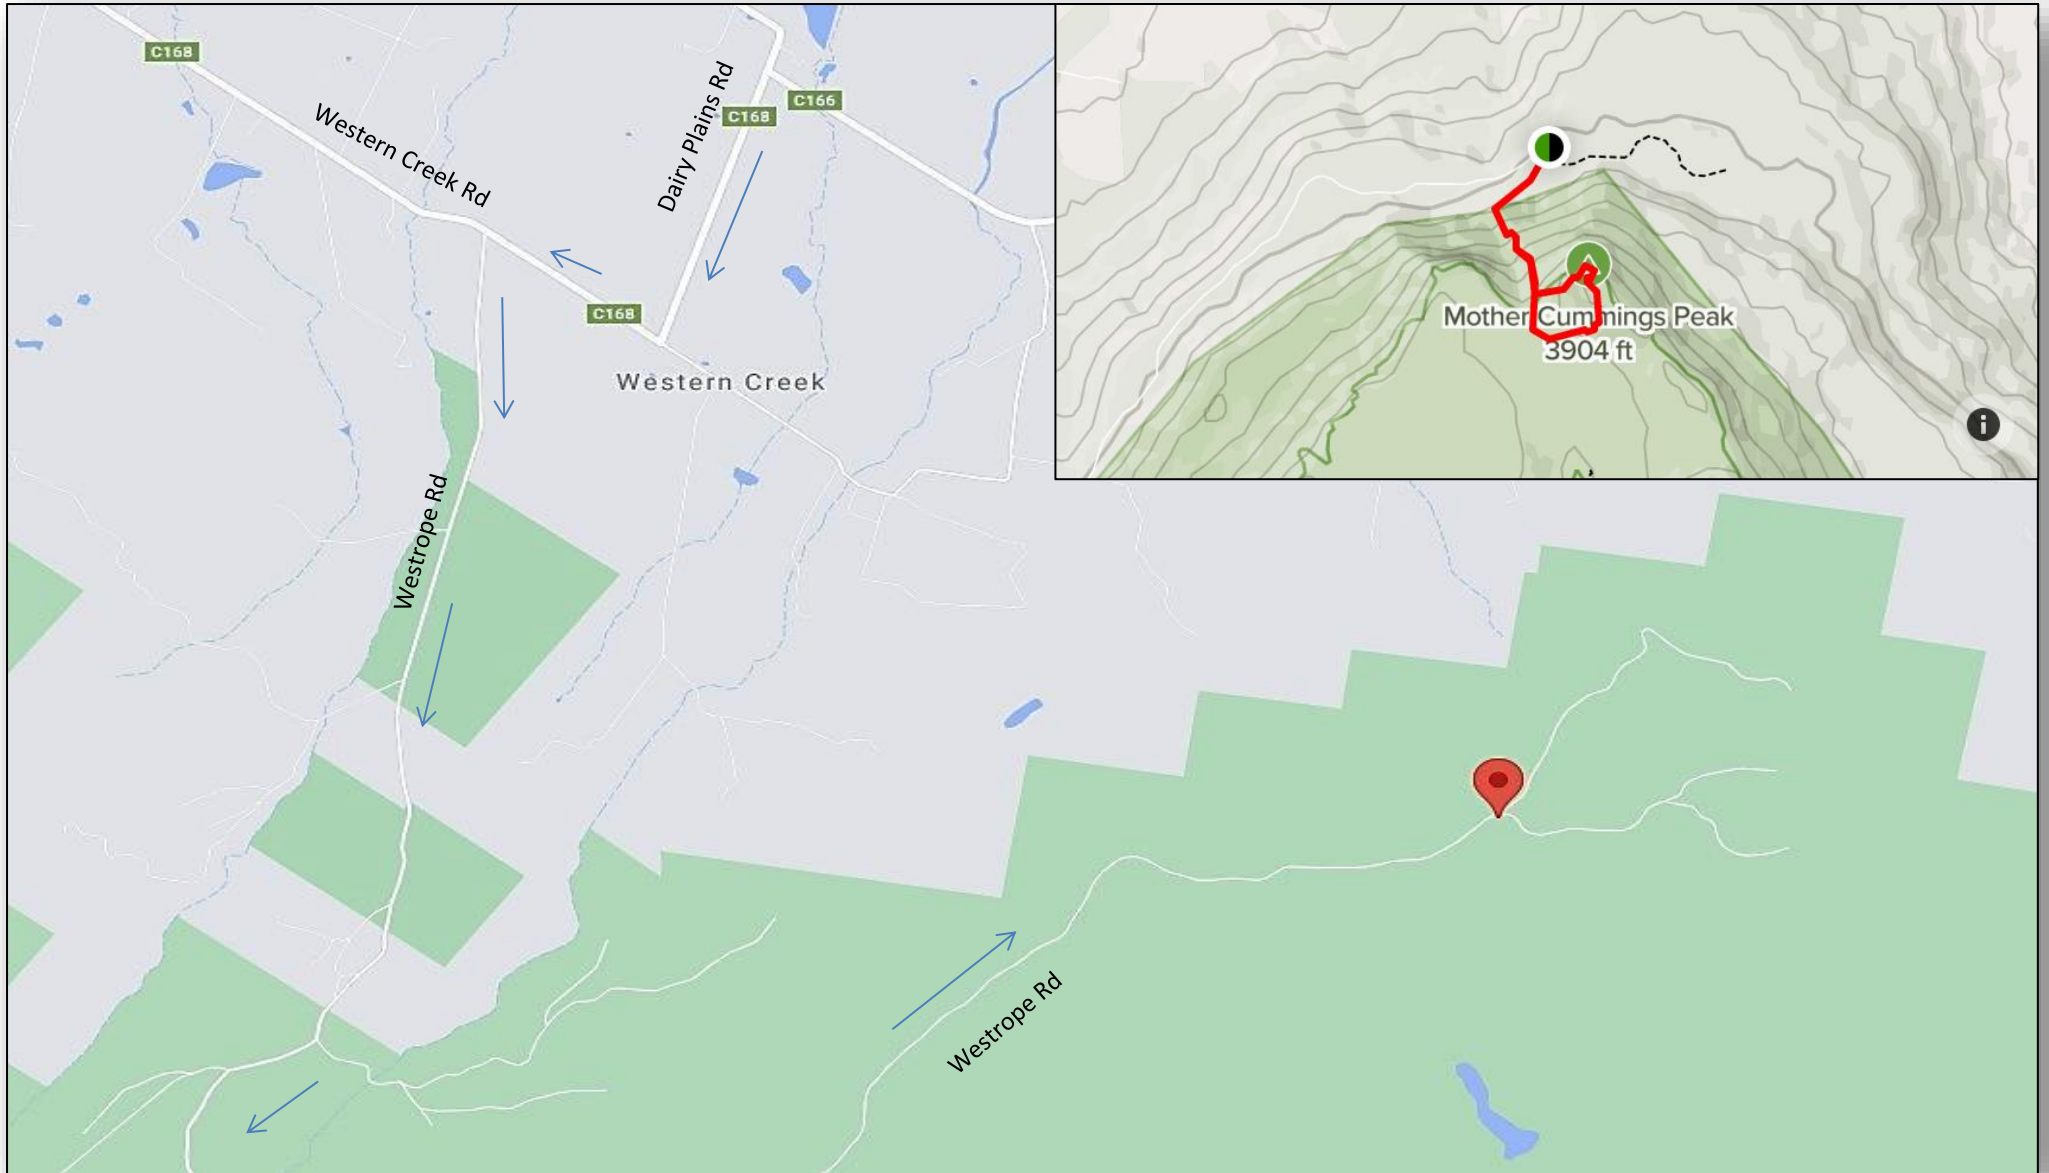 C168
Western Creek Rd
Dairy Plains Rd
C168
C166
C168
Western Creek
Westrope Rd
Westrope Rd
Mother Cummings Peak
3904 ft
i